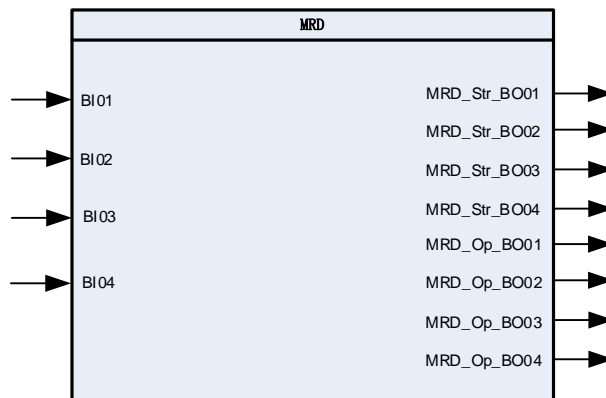 MRD
BI01
BI02
BI03
BI04
MRD_Str_BO01
MRD_Str_BO02
MRD_Str_BO03
MRD_Str_BO04
MRD_Op_BO01
MRD_Op_BO02
MRD_Op_BO03
MRD_Op_BO04